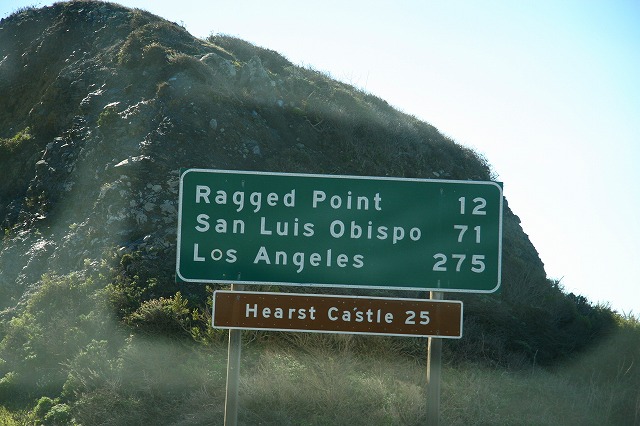 Ragged Point 12
San Luis Obispo 71
Los Angeles 275
Hearst Castle 25